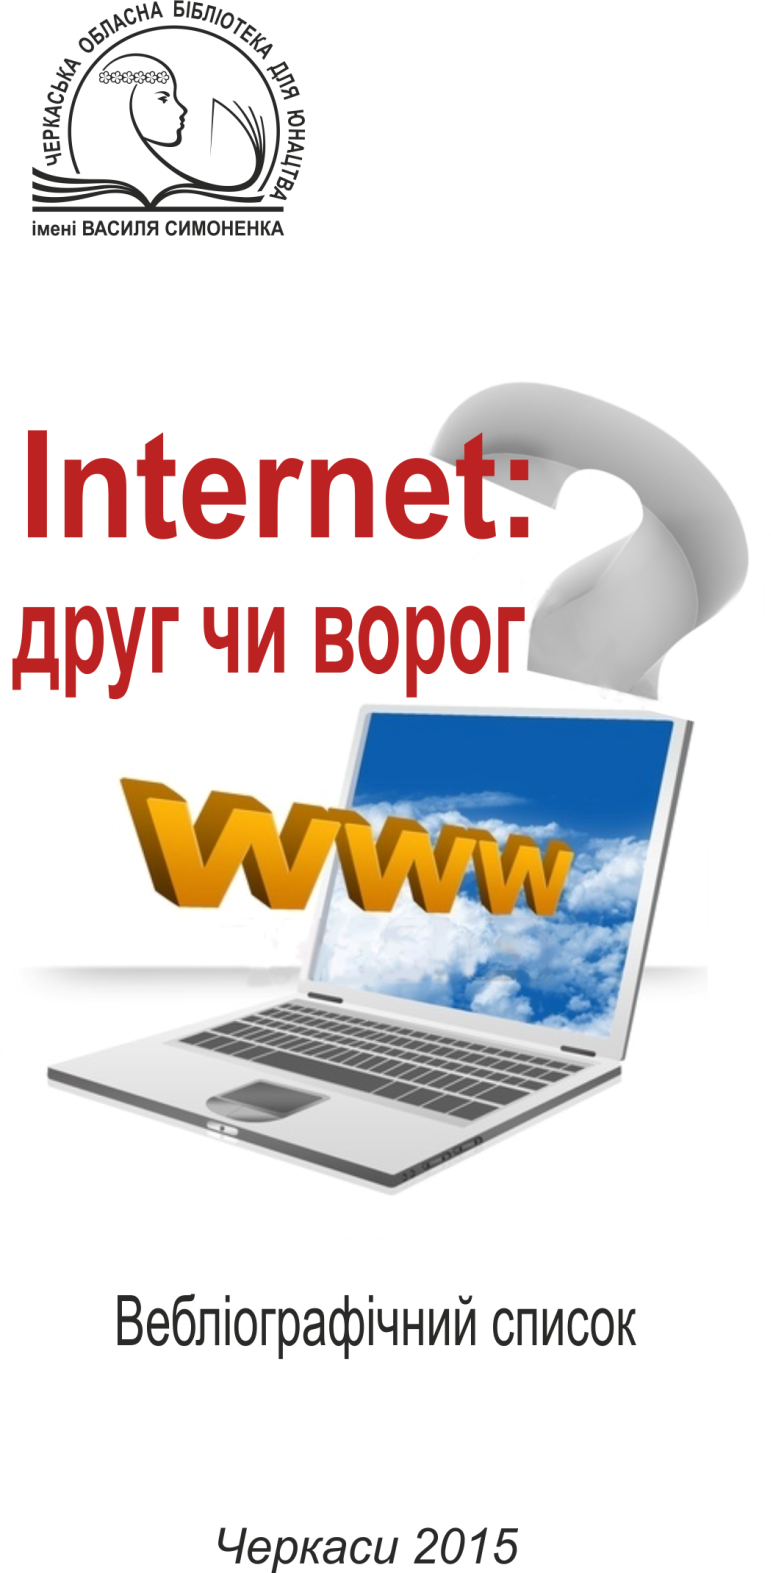 ЧЕРКАСЬКА ОБЛАСНА БІБЛІОТЕКА ДЛЯ ЮНАЦТВА
імені ВАСИЛЯ СИМОНЕНКА
Internet:
друг чи ворог
?
www
Вебліографічний список
Черкаси 2015